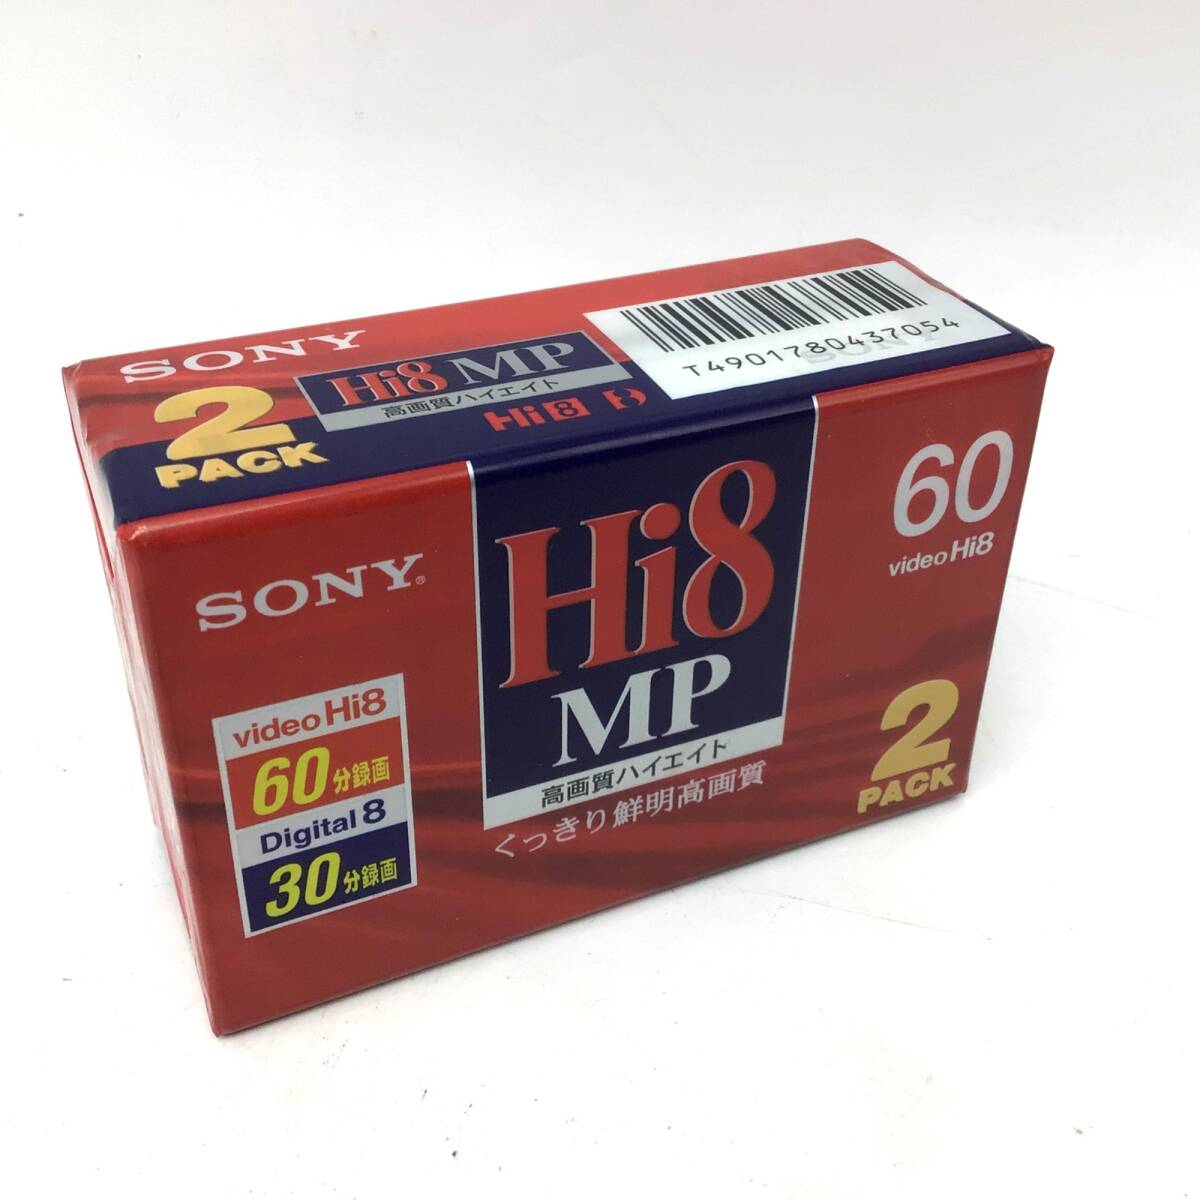 SONY
2
PACK
Hi8 MP
高画質ハイエイト
Hi8 8
T4901780437054
SONY
SONY®
video Hi8
60分録画
Digital 8
30分録画
Hi8
MP
高画質ハイエイト
くっきり鮮明高画質
60
video Hi8
2
PACK